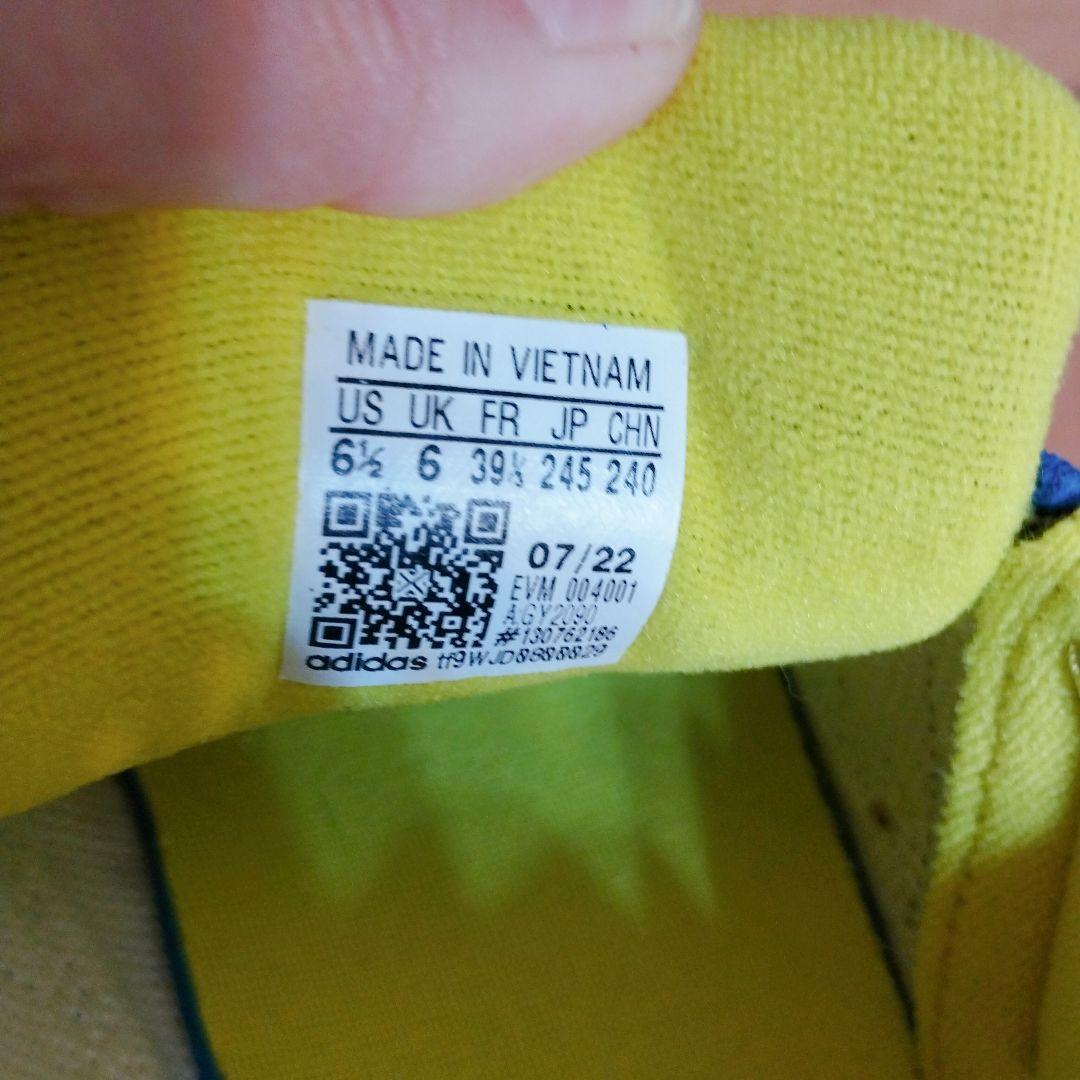 MADE IN VIETNAM
US UK FR JP CHN
6½ 6 39⅓ 245 240
07/22
EVM 004001
A.GY2090
#130762186
adidas